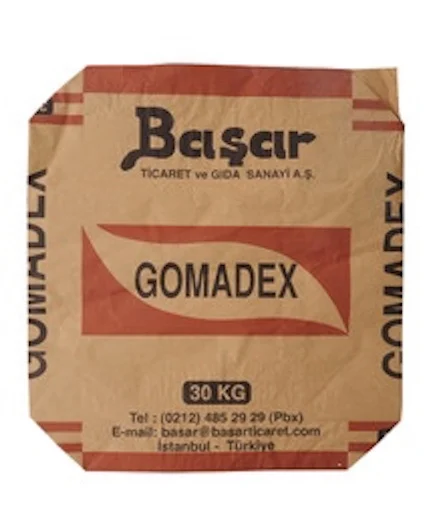 Başar
TİCARET ve GIDA SANAYİ A.Ş.
GOMADEX
GOMADEX
GOMADEX
30 KG
Tel : (0212) 485 29 29 (Pbx)
E-mail: basar@basarticaret.com
İstanbul - Türkiye